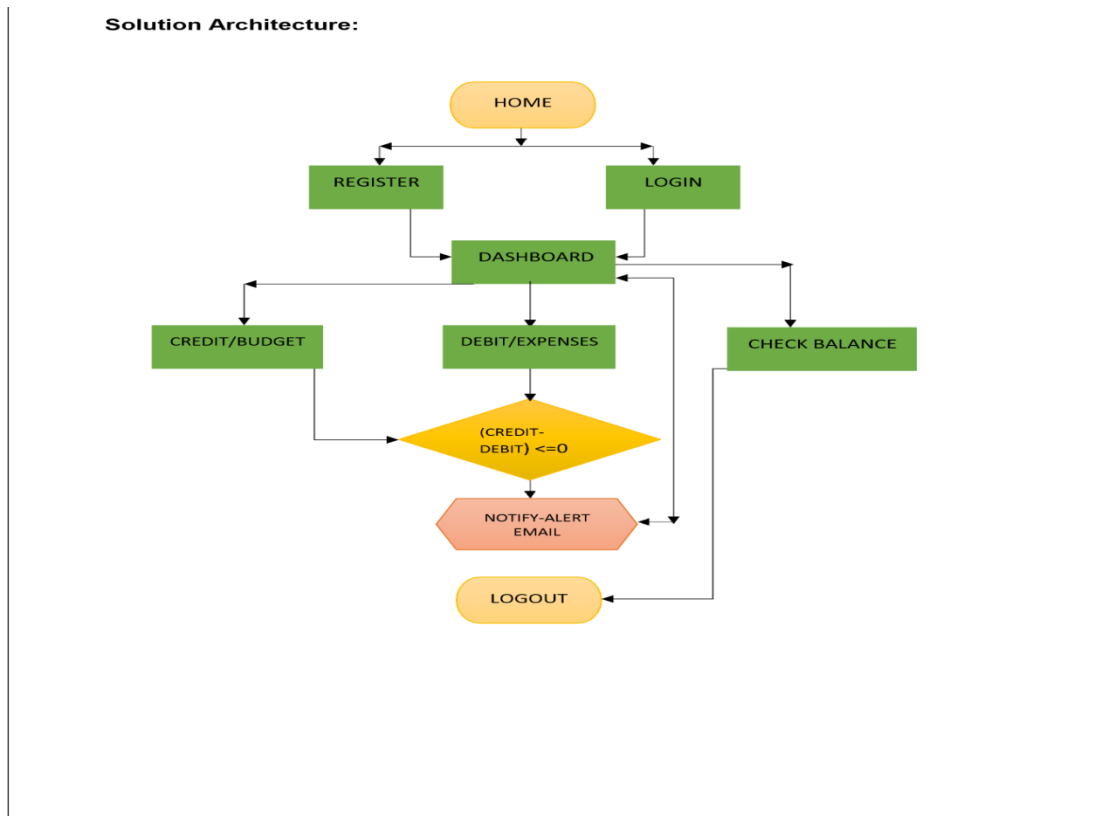 Solution Architecture:
HOME
REGISTER
LOGIN
DASHBOARD
CREDIT/BUDGET
DEBIT/EXPENSES
CHECK BALANCE
(CREDIT-
DEBIT) <=0
NOTIFY-ALERT
EMAIL
LOGOUT